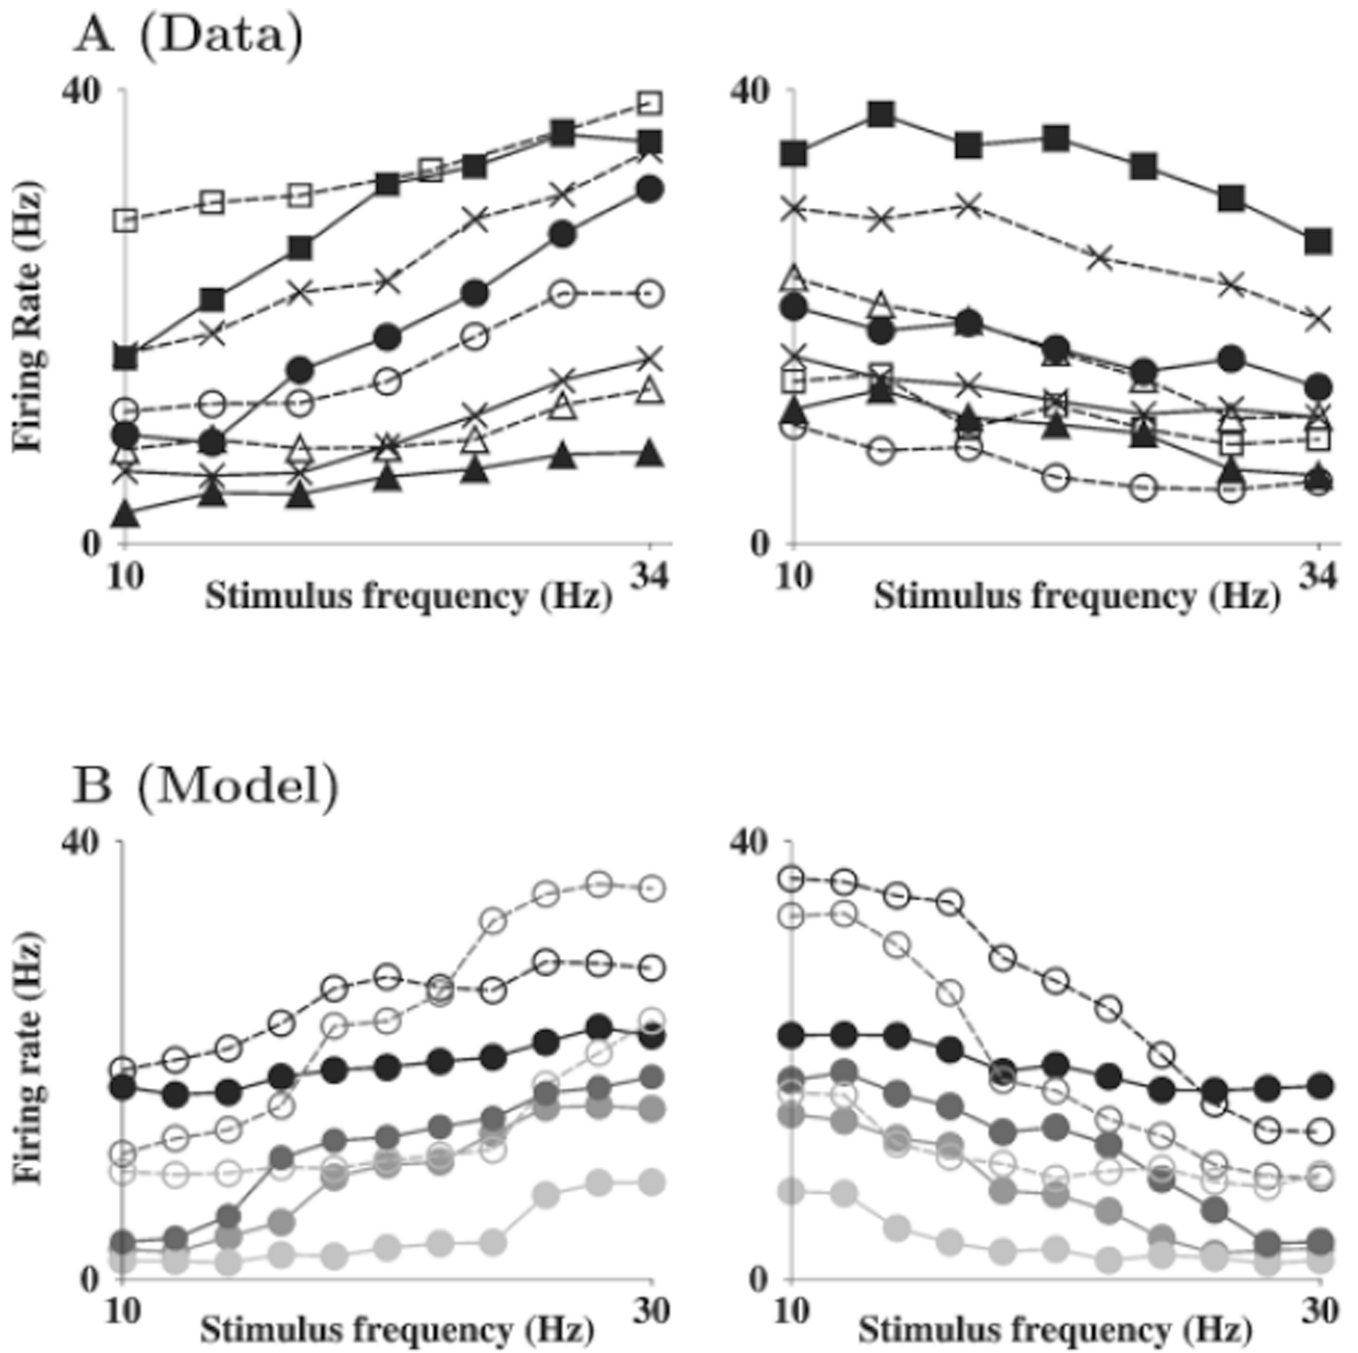 A (Data)
40
Firing Rate (Hz)
0
10
34
Stimulus frequency (Hz)
40
0
10
34
Stimulus frequency (Hz)
B (Model)
40
Firing rate (Hz)
0
10
30
Stimulus frequency (Hz)
40
0
10
30
Stimulus frequency (Hz)